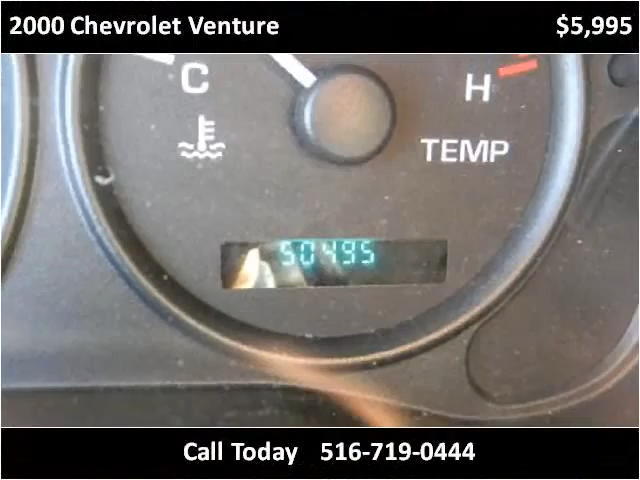 2000 Chevrolet Venture $5,995
C H
TEMP
50495
Call Today 516-719-0444